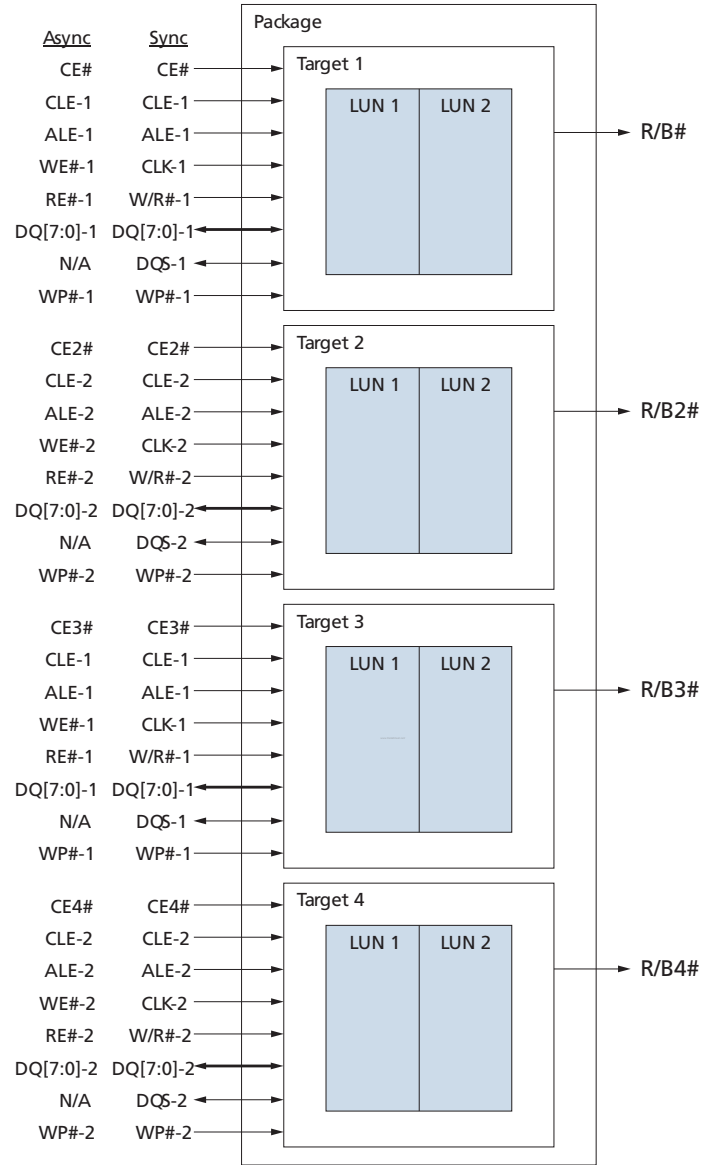 Package
Async Sync
Target 1
CE# CE#
CLE-1 CLE-1
LUN 1 LUN 2
ALE-1 ALE-1
R/B#
WE#-1 CLK-1
RE#-1 W/R#-1
DQ[7:0]-1 DQ[7:0]-1
N/A DQS-1
WP#-1 WP#-1
Target 2
CE2# CE2#
CLE-2 CLE-2
LUN 1 LUN 2
ALE-2 ALE-2
R/B2#
WE#-2 CLK-2
RE#-2 W/R#-2
DQ[7:0]-2 DQ[7:0]-2
N/A DQS-2
WP#-2 WP#-2
Target 3
CE3# CE3#
CLE-1 CLE-1
LUN 1 LUN 2
ALE-1 ALE-1
R/B3#
WE#-1 CLK-1
RE#-1 W/R#-1
DQ[7:0]-1 DQ[7:0]-1
N/A DQS-1
WP#-1 WP#-1
Target 4
CE4# CE4#
CLE-2 CLE-2
LUN 1 LUN 2
ALE-2 ALE-2
R/B4#
WE#-2 CLK-2
RE#-2 W/R#-2
DQ[7:0]-2 DQ[7:0]-2
N/A DQS-2
WP#-2 WP#-2